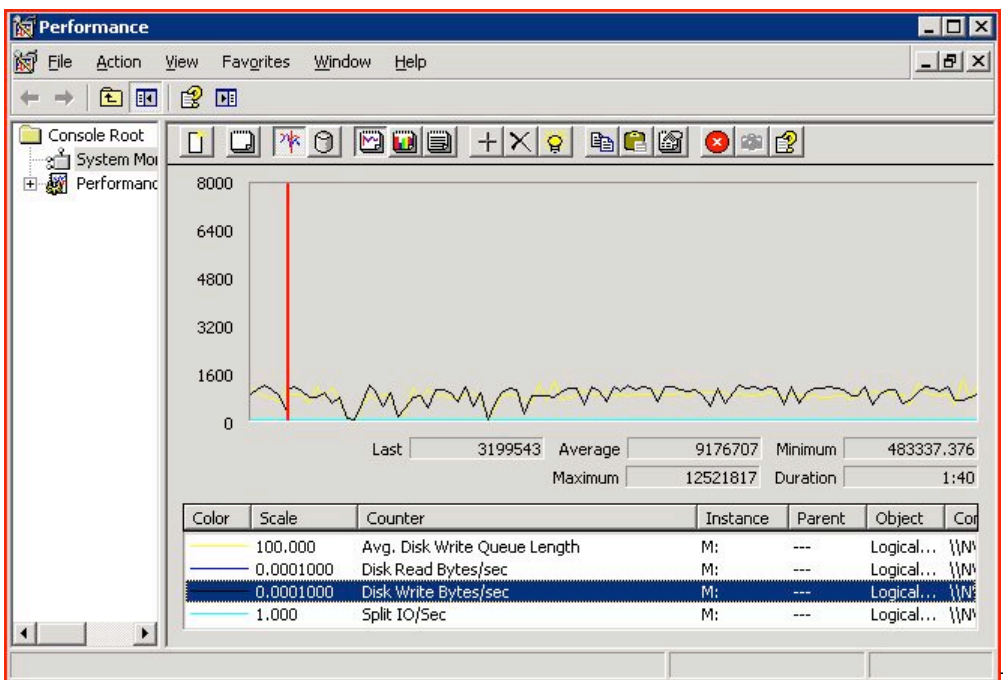 Performance
File Action View Favorites Window Help
Console Root
System Mor
Performanc
8000
6400
4800
3200
1600
0
Last 3199543 Average 9176707 Minimum 483337.376
Maximum 12521817 Duration 1:40
Color Scale Counter Instance Parent Object Cor
100.000 Avg. Disk Write Queue Length M: --- Logical... \\N
0.0001000 Disk Read Bytes/sec M: --- Logical... \\N
0.0001000 Disk Write Bytes/sec M: --- Logical... \\N
1.000 Split IO/Sec M: --- Logical... \\N